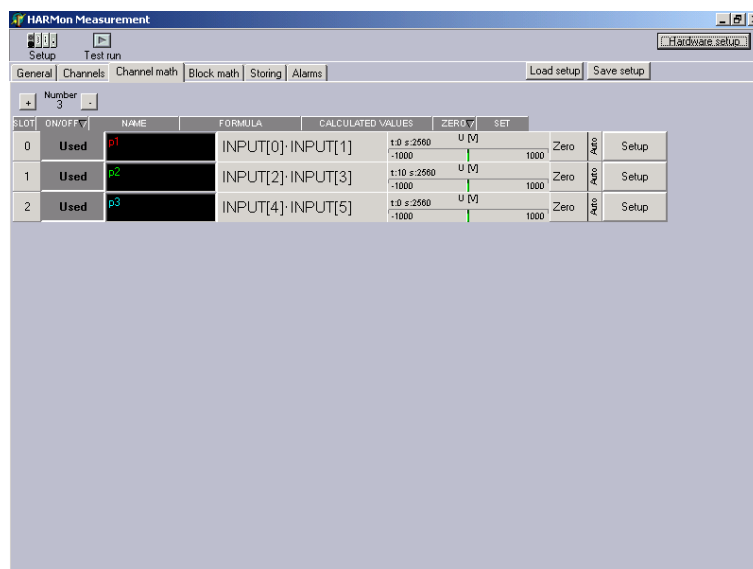 HARMon Measurement
Setup Test run Hardware setup
General Channels Channel math Block math Storing Alarms Load setup Save setup
+ Number 3 -
SLOT ON/OFF NAME FORMULA CALCULATED VALUES ZERO SET
0 Used p1 INPUT[0]·INPUT[1] t:0 s:2560 U [V] -1000 1000 Zero Auto Setup
1 Used p2 INPUT[2]·INPUT[3] t:10 s:2560 U [V] -1000 1000 Zero Auto Setup
2 Used p3 INPUT[4]·INPUT[5] t:0 s:2560 U [V] -1000 1000 Zero Auto Setup